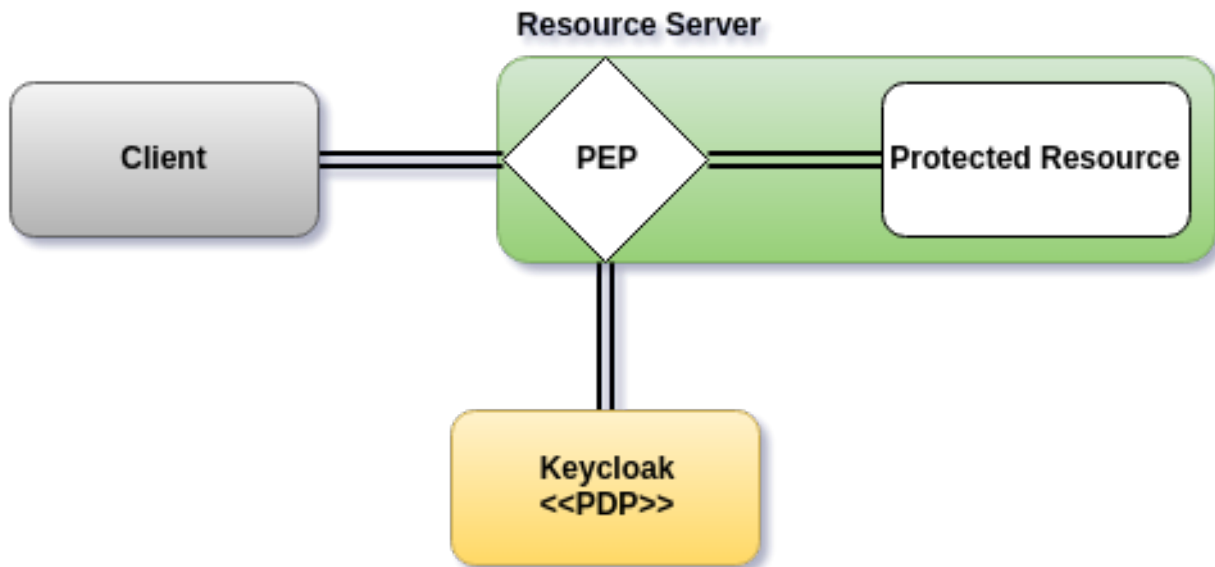 Resource Server
Client
PEP
Protected Resource
Keycloak
<<PDP>>